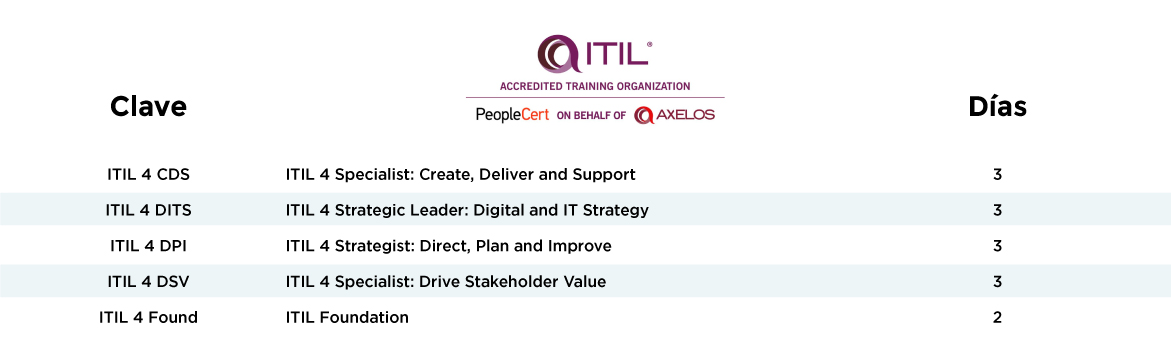 ITIL®
ACCREDITED TRAINING ORGANIZATION
Clave
PeopleCert ON BEHALF OF AXELOS
Días
ITIL 4 CDS ITIL 4 Specialist: Create, Deliver and Support 3
ITIL 4 DITS ITIL 4 Strategic Leader: Digital and IT Strategy 3
ITIL 4 DPI ITIL 4 Strategist: Direct, Plan and Improve 3
ITIL 4 DSV ITIL 4 Specialist: Drive Stakeholder Value 3
ITIL 4 Found ITIL Foundation 2